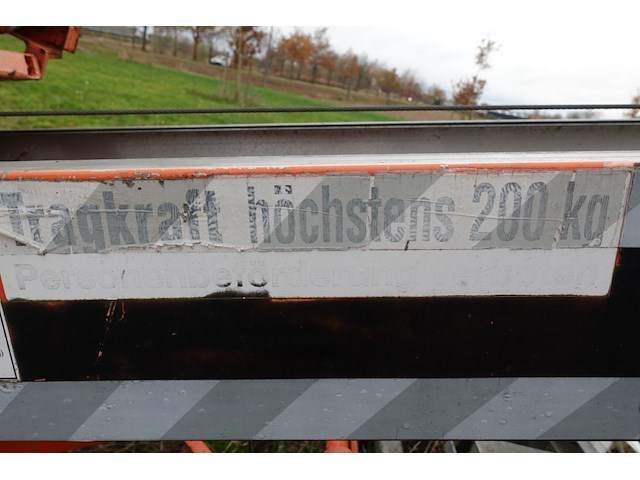 Tragkraft höchstens 200 kg
Personenbeförderung